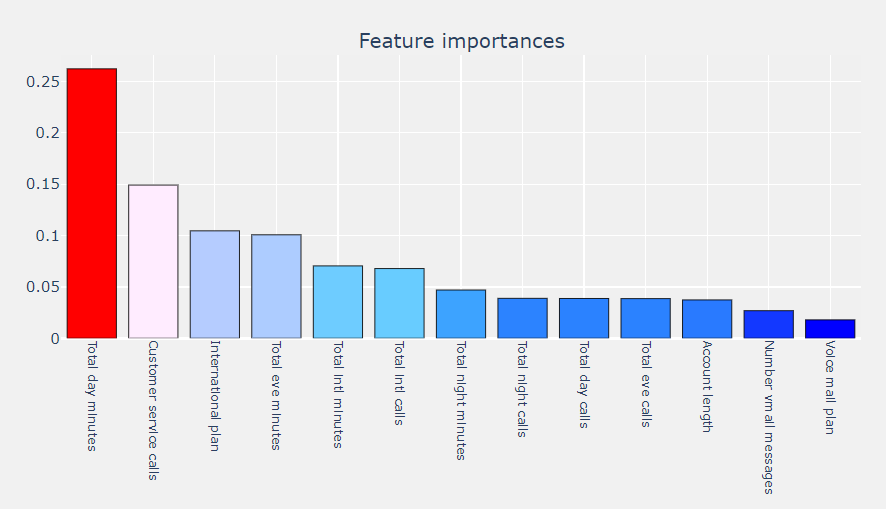 Feature importances
0.25
0.2
0.15
0.1
0.05
0
Total day minutes
Customer service calls
International plan
Total eve minutes
Total intl minutes
Total intl calls
Total night minutes
Total night calls
Total day calls
Total eve calls
Account length
Number vmail messages
Voice mail plan